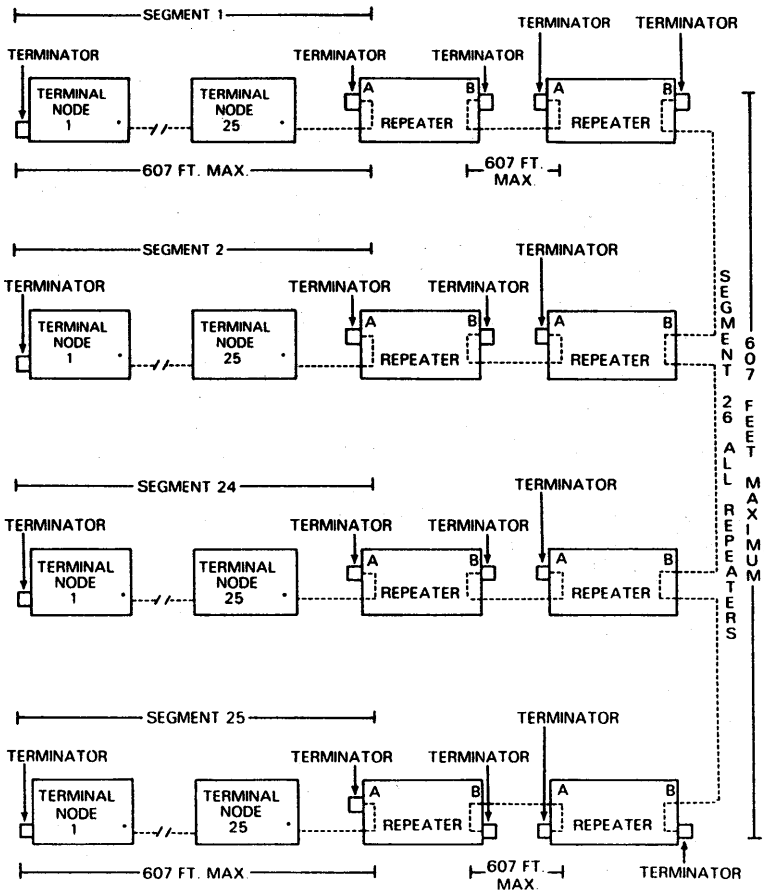 SEGMENT 1
TERMINATOR TERMINATOR TERMINATOR TERMINATOR TERMINATOR
TERMINAL NODE 1
TERMINAL NODE 25
A REPEATER B
A REPEATER B
607 FT. MAX.
607 FT. MAX.
SEGMENT 2
TERMINATOR TERMINATOR TERMINATOR TERMINATOR
TERMINAL NODE 1
TERMINAL NODE 25
A REPEATER B
A REPEATER B
SEGMENT 24
TERMINATOR TERMINATOR TERMINATOR TERMINATOR
TERMINAL NODE 1
TERMINAL NODE 25
A REPEATER B
A REPEATER B
SEGMENT 25
TERMINATOR TERMINATOR TERMINATOR TERMINATOR
TERMINAL NODE 1
TERMINAL NODE 25
A REPEATER B
A REPEATER B
607 FT. MAX.
607 FT. MAX.
TERMINATOR
SEGMENT 26 ALL REPEATERS
607 FEET MAXIMUM